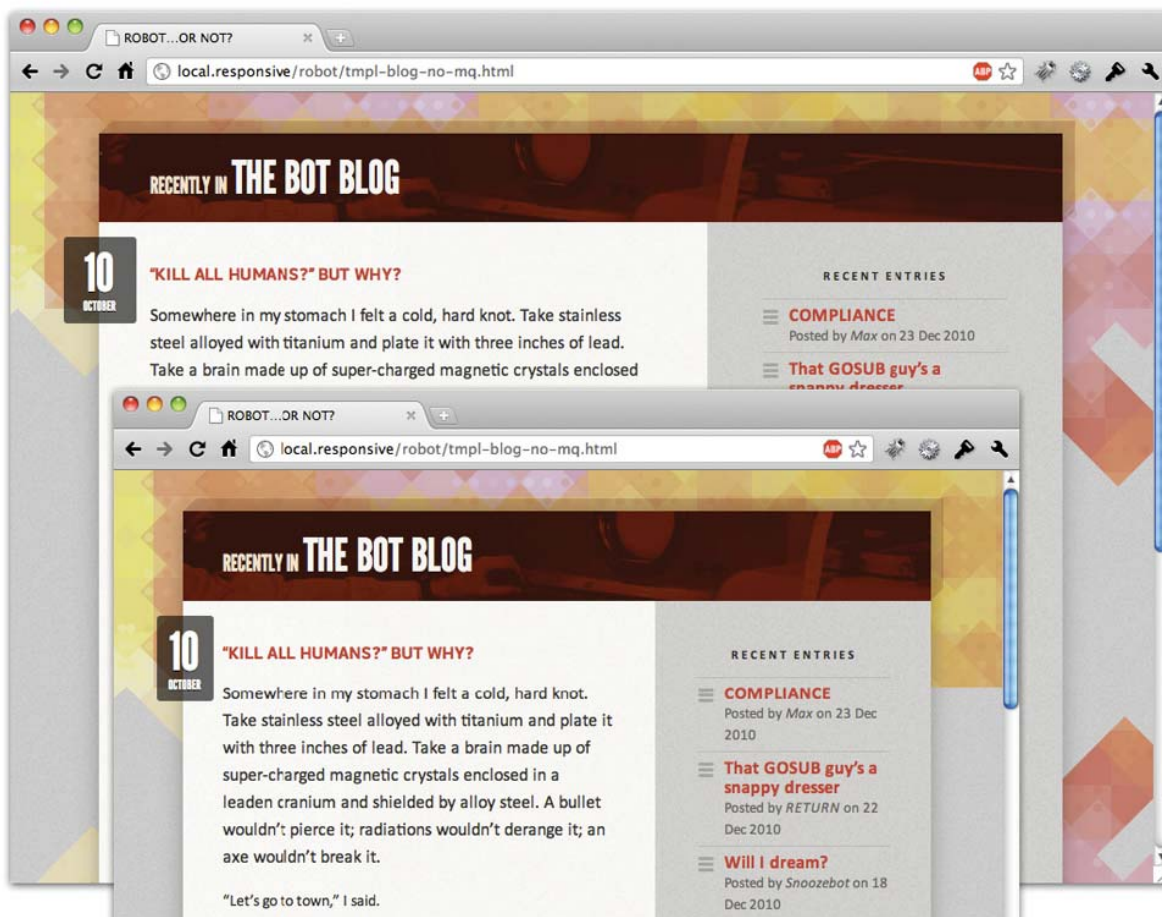 ROBOT...OR NOT?
local.responsive/robot/tmpl-blog-no-mq.html
ABP
RECENTLY IN THE BOT BLOG
10
OCTOBER
"KILL ALL HUMANS?" BUT WHY?
Somewhere in my stomach I felt a cold, hard knot. Take stainless
steel alloyed with titanium and plate it with three inches of lead.
Take a brain made up of super-charged magnetic crystals enclosed
RECENT ENTRIES
COMPLIANCE
Posted by Max on 23 Dec 2010
That GOSUB guy's a
snappy dresser
ROBOT...OR NOT?
local.responsive/robot/tmpl-blog-no-mq.html
ABP
RECENTLY IN THE BOT BLOG
10
OCTOBER
"KILL ALL HUMANS?" BUT WHY?
Somewhere in my stomach I felt a cold, hard knot.
Take stainless steel alloyed with titanium and plate it
with three inches of lead. Take a brain made up of
super-charged magnetic crystals enclosed in a
leaden cranium and shielded by alloy steel. A bullet
wouldn't pierce it; radiations wouldn't derange it; an
axe wouldn't break it.
"Let's go to town," I said.
RECENT ENTRIES
COMPLIANCE
Posted by Max on 23 Dec
2010
That GOSUB guy's a
snappy dresser
Posted by RETURN on 22
Dec 2010
Will I dream?
Posted by Snoozebot on 18
Dec 2010